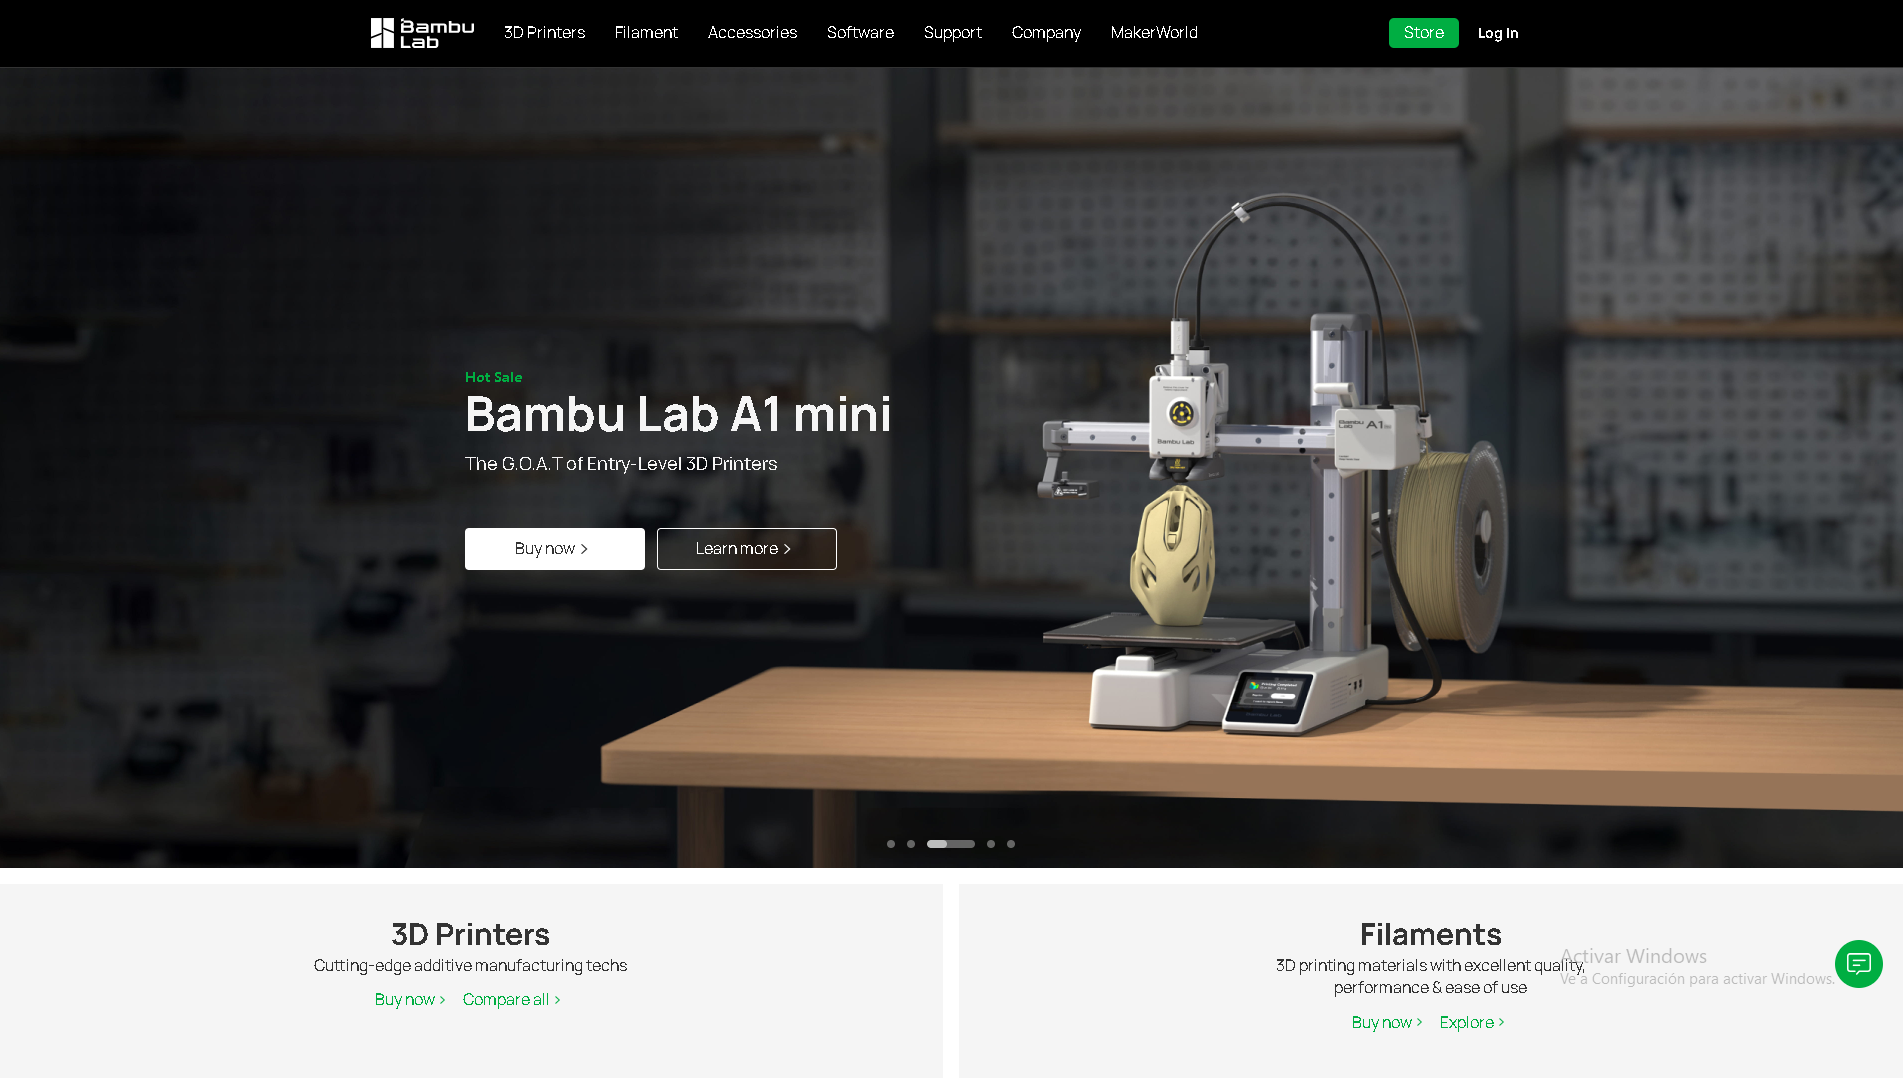 Bambu
Lab
3D Printers
Filament
Accessories
Software
Support
Company
MakerWorld
Store
Log In
Hot Sale
Bambu Lab A1 mini
The G.O.A.T of Entry-Level 3D Printers
Buy now
Learn more
Bambu Lab
Bambu
Lab
A1
3D Printers
Cutting-edge additive manufacturing techs
Buy now
Compare all
Filaments
3D printing materials with excellent quality,
performance & ease of use
Buy now
Explore
Activar Windows
Ve a Configuración para activar Windows.